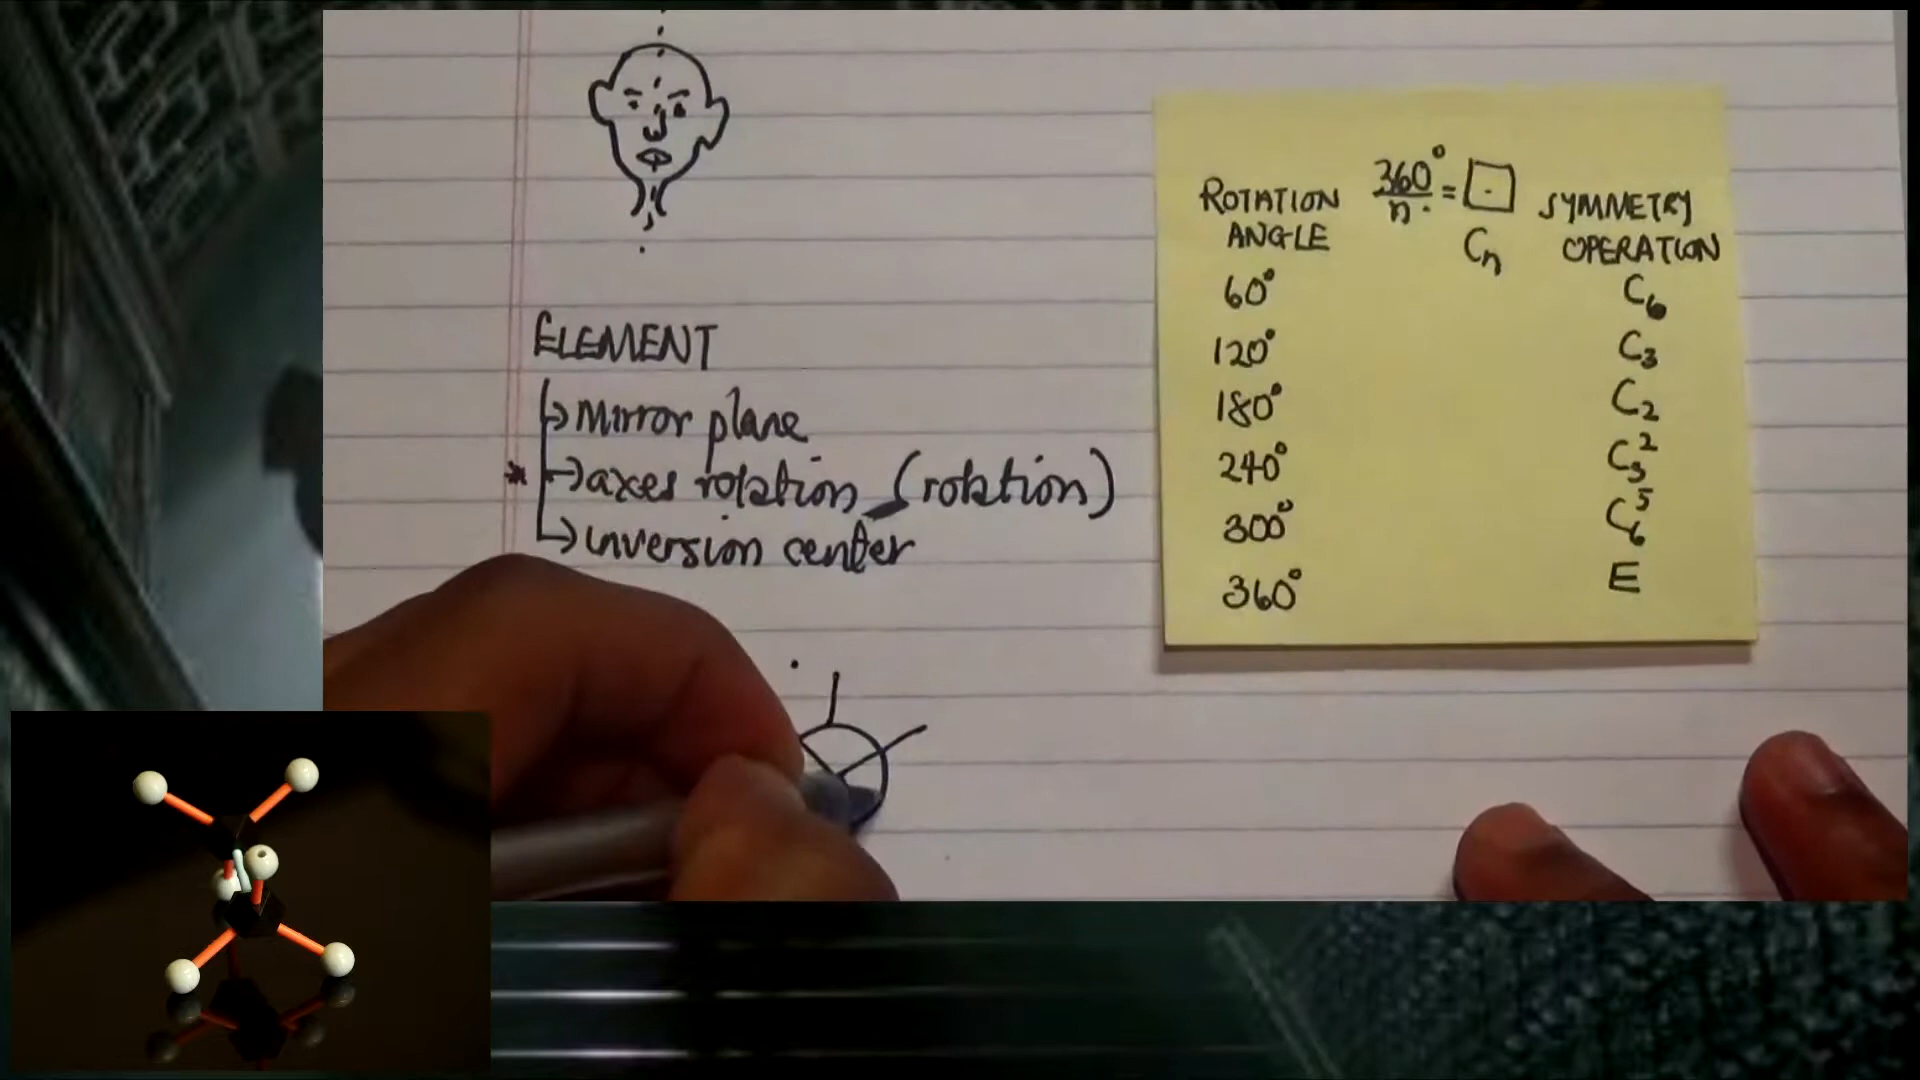 ELEMENT
Mirror plane
* axes rotation (rotation)
inversion center
ROTATION ANGLE
360°/n = □
Cn
SYMMETRY OPERATION
60° C6
120° C3
180° C2
240° C3^2
300° C6^5
360° E